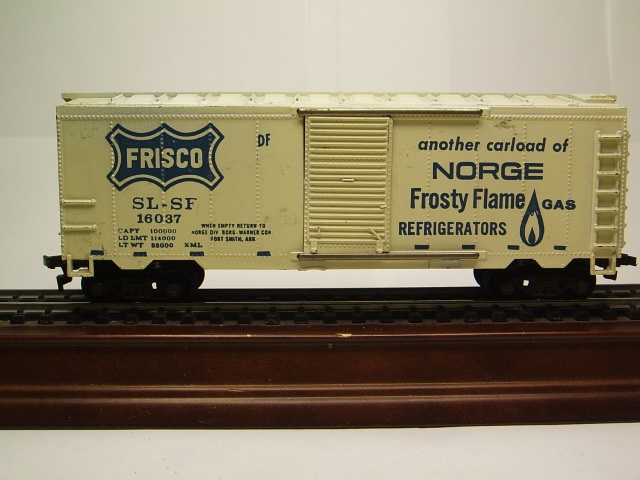 FRISCO
DF
SL-SF
16037
CAPY 100000
LD LMT 114000
LT WT 55000 XML
WHEN EMPTY RETURN TO
NORGE DIV BORG-WARNER COR
FORT SMITH, ARK
another carload of
NORGE
Frosty Flame GAS
REFRIGERATORS